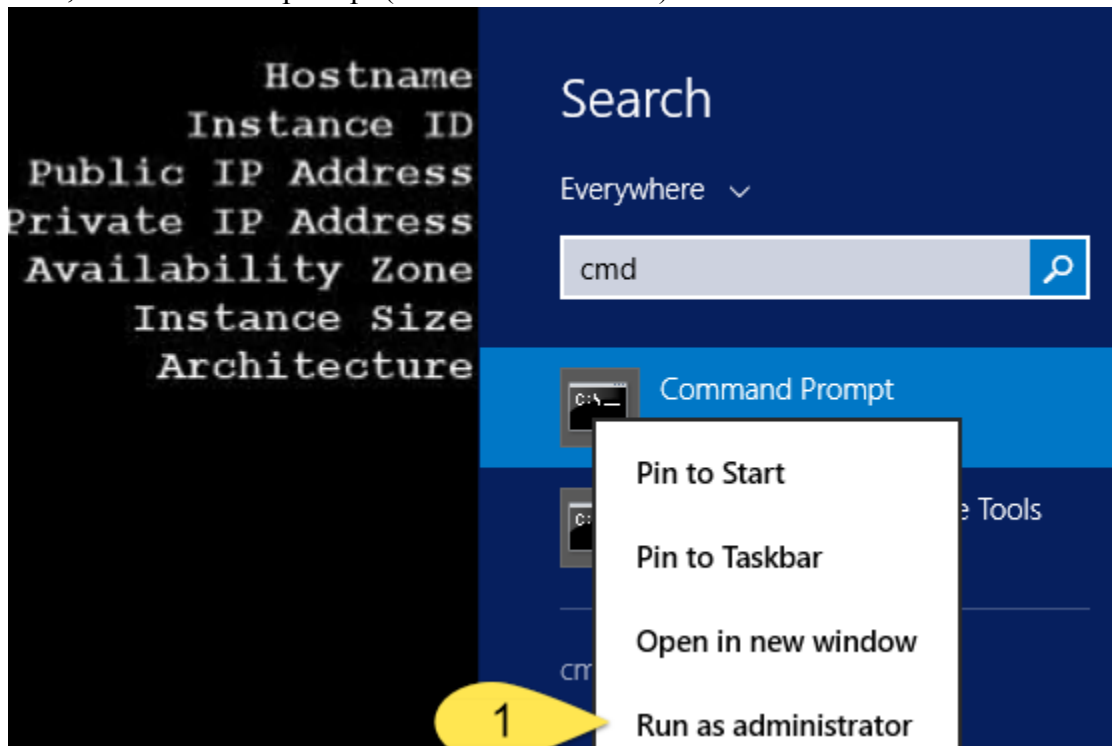 Hostname
Instance ID
Public IP Address
Private IP Address
Availability Zone
Instance Size
Architecture
Search
Everywhere
cmd
Command Prompt
Pin to Start
Tools
Pin to Taskbar
Open in new window
1
Run as administrator